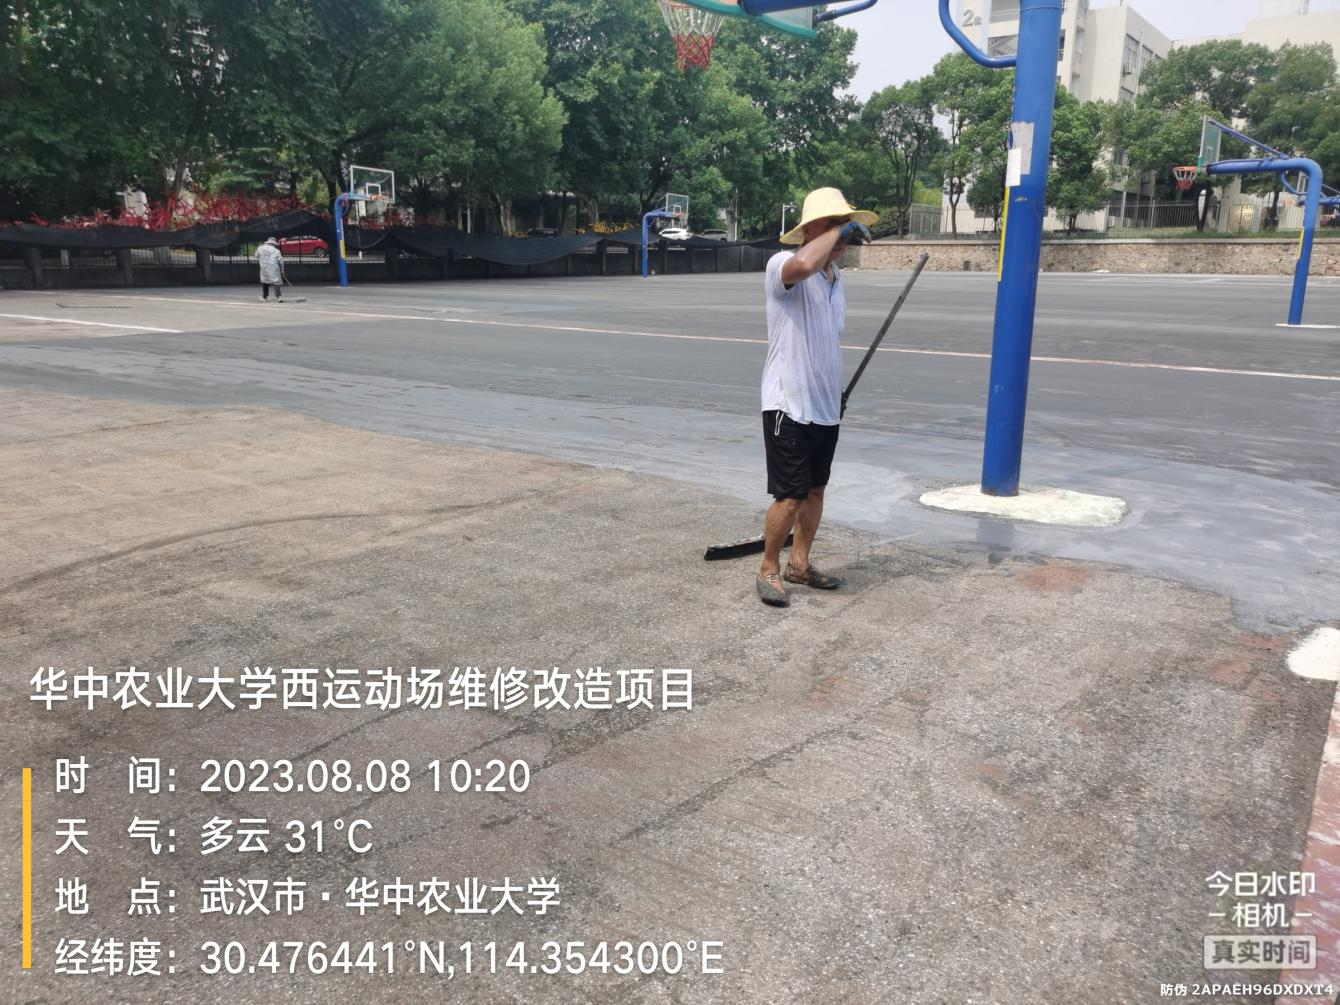 2
华中农业大学西运动场维修改造项目
时 间：2023.08.08 10:20
天 气：多云 31°C
地 点：武汉市·华中农业大学
经纬度：30.476441°N,114.354300°E
今日水印
相机
真实时间
防伪 2APAEH96DXDXT4